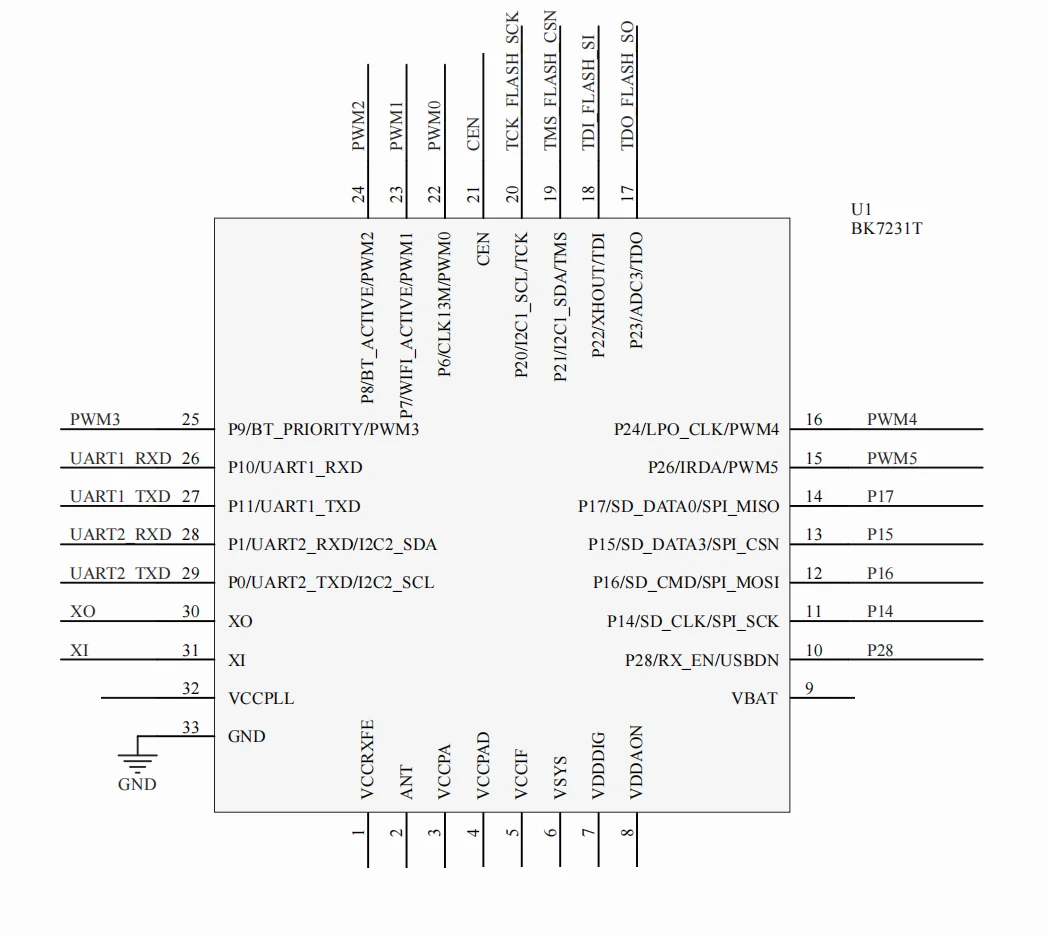 TCK_FLASH_SCK
TMS_FLASH_CSN
TDI_FLASH_SI
TDO_FLASH_SO
PWM2
PWM1
PWM0
CEN
24
23
22
21
20
19
18
17
U1
BK7231T
P8/BT_ACTIVE/PWM2
P7/WIFI_ACTIVE/PWM1
P6/CLK13M/PWM0
CEN
P20/I2C1_SCL/TCK
P21/I2C1_SDA/TMS
P22/XHOUT/TDI
P23/ADC3/TDO
PWM3 25 P9/BT_PRIORITY/PWM3
UART1_RXD 26 P10/UART1_RXD
UART1_TXD 27 P11/UART1_TXD
UART2_RXD 28 P1/UART2_RXD/I2C2_SDA
UART2_TXD 29 P0/UART2_TXD/I2C2_SCL
XO 30 XO
XI 31 XI
32 VCCPLL
33 GND
GND
P24/LPO_CLK/PWM4 16 PWM4
P26/IRDA/PWM5 15 PWM5
P17/SD_DATA0/SPI_MISO 14 P17
P15/SD_DATA3/SPI_CSN 13 P15
P16/SD_CMD/SPI_MOSI 12 P16
P14/SD_CLK/SPI_SCK 11 P14
P28/RX_EN/USBDN 10 P28
VBAT 9
VCCRXFE
ANT
VCCPA
VCCPAD
VCCIF
VSYS
VDDDIG
VDDAON
1
2
3
4
5
6
7
8